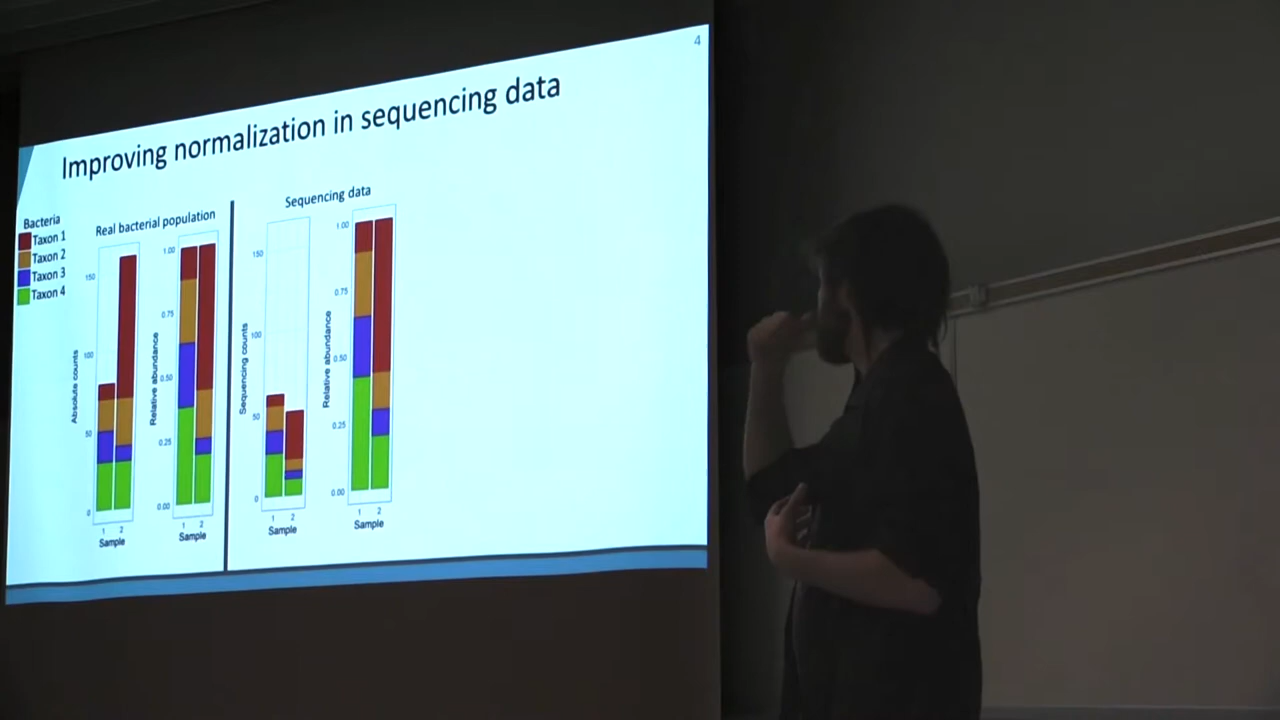 4
Improving normalization in sequencing data
Bacteria
Taxon 1
Taxon 2
Taxon 3
Taxon 4
Real bacterial population
Absolute counts
150
100
50
0
1 2
Sample
Relative abundance
1.00
0.75
0.50
0.25
0.00
1 2
Sample
Sequencing data
Sequencing counts
150
100
50
0
1 2
Sample
Relative abundance
1.00
0.75
0.50
0.25
0.00
1 2
Sample